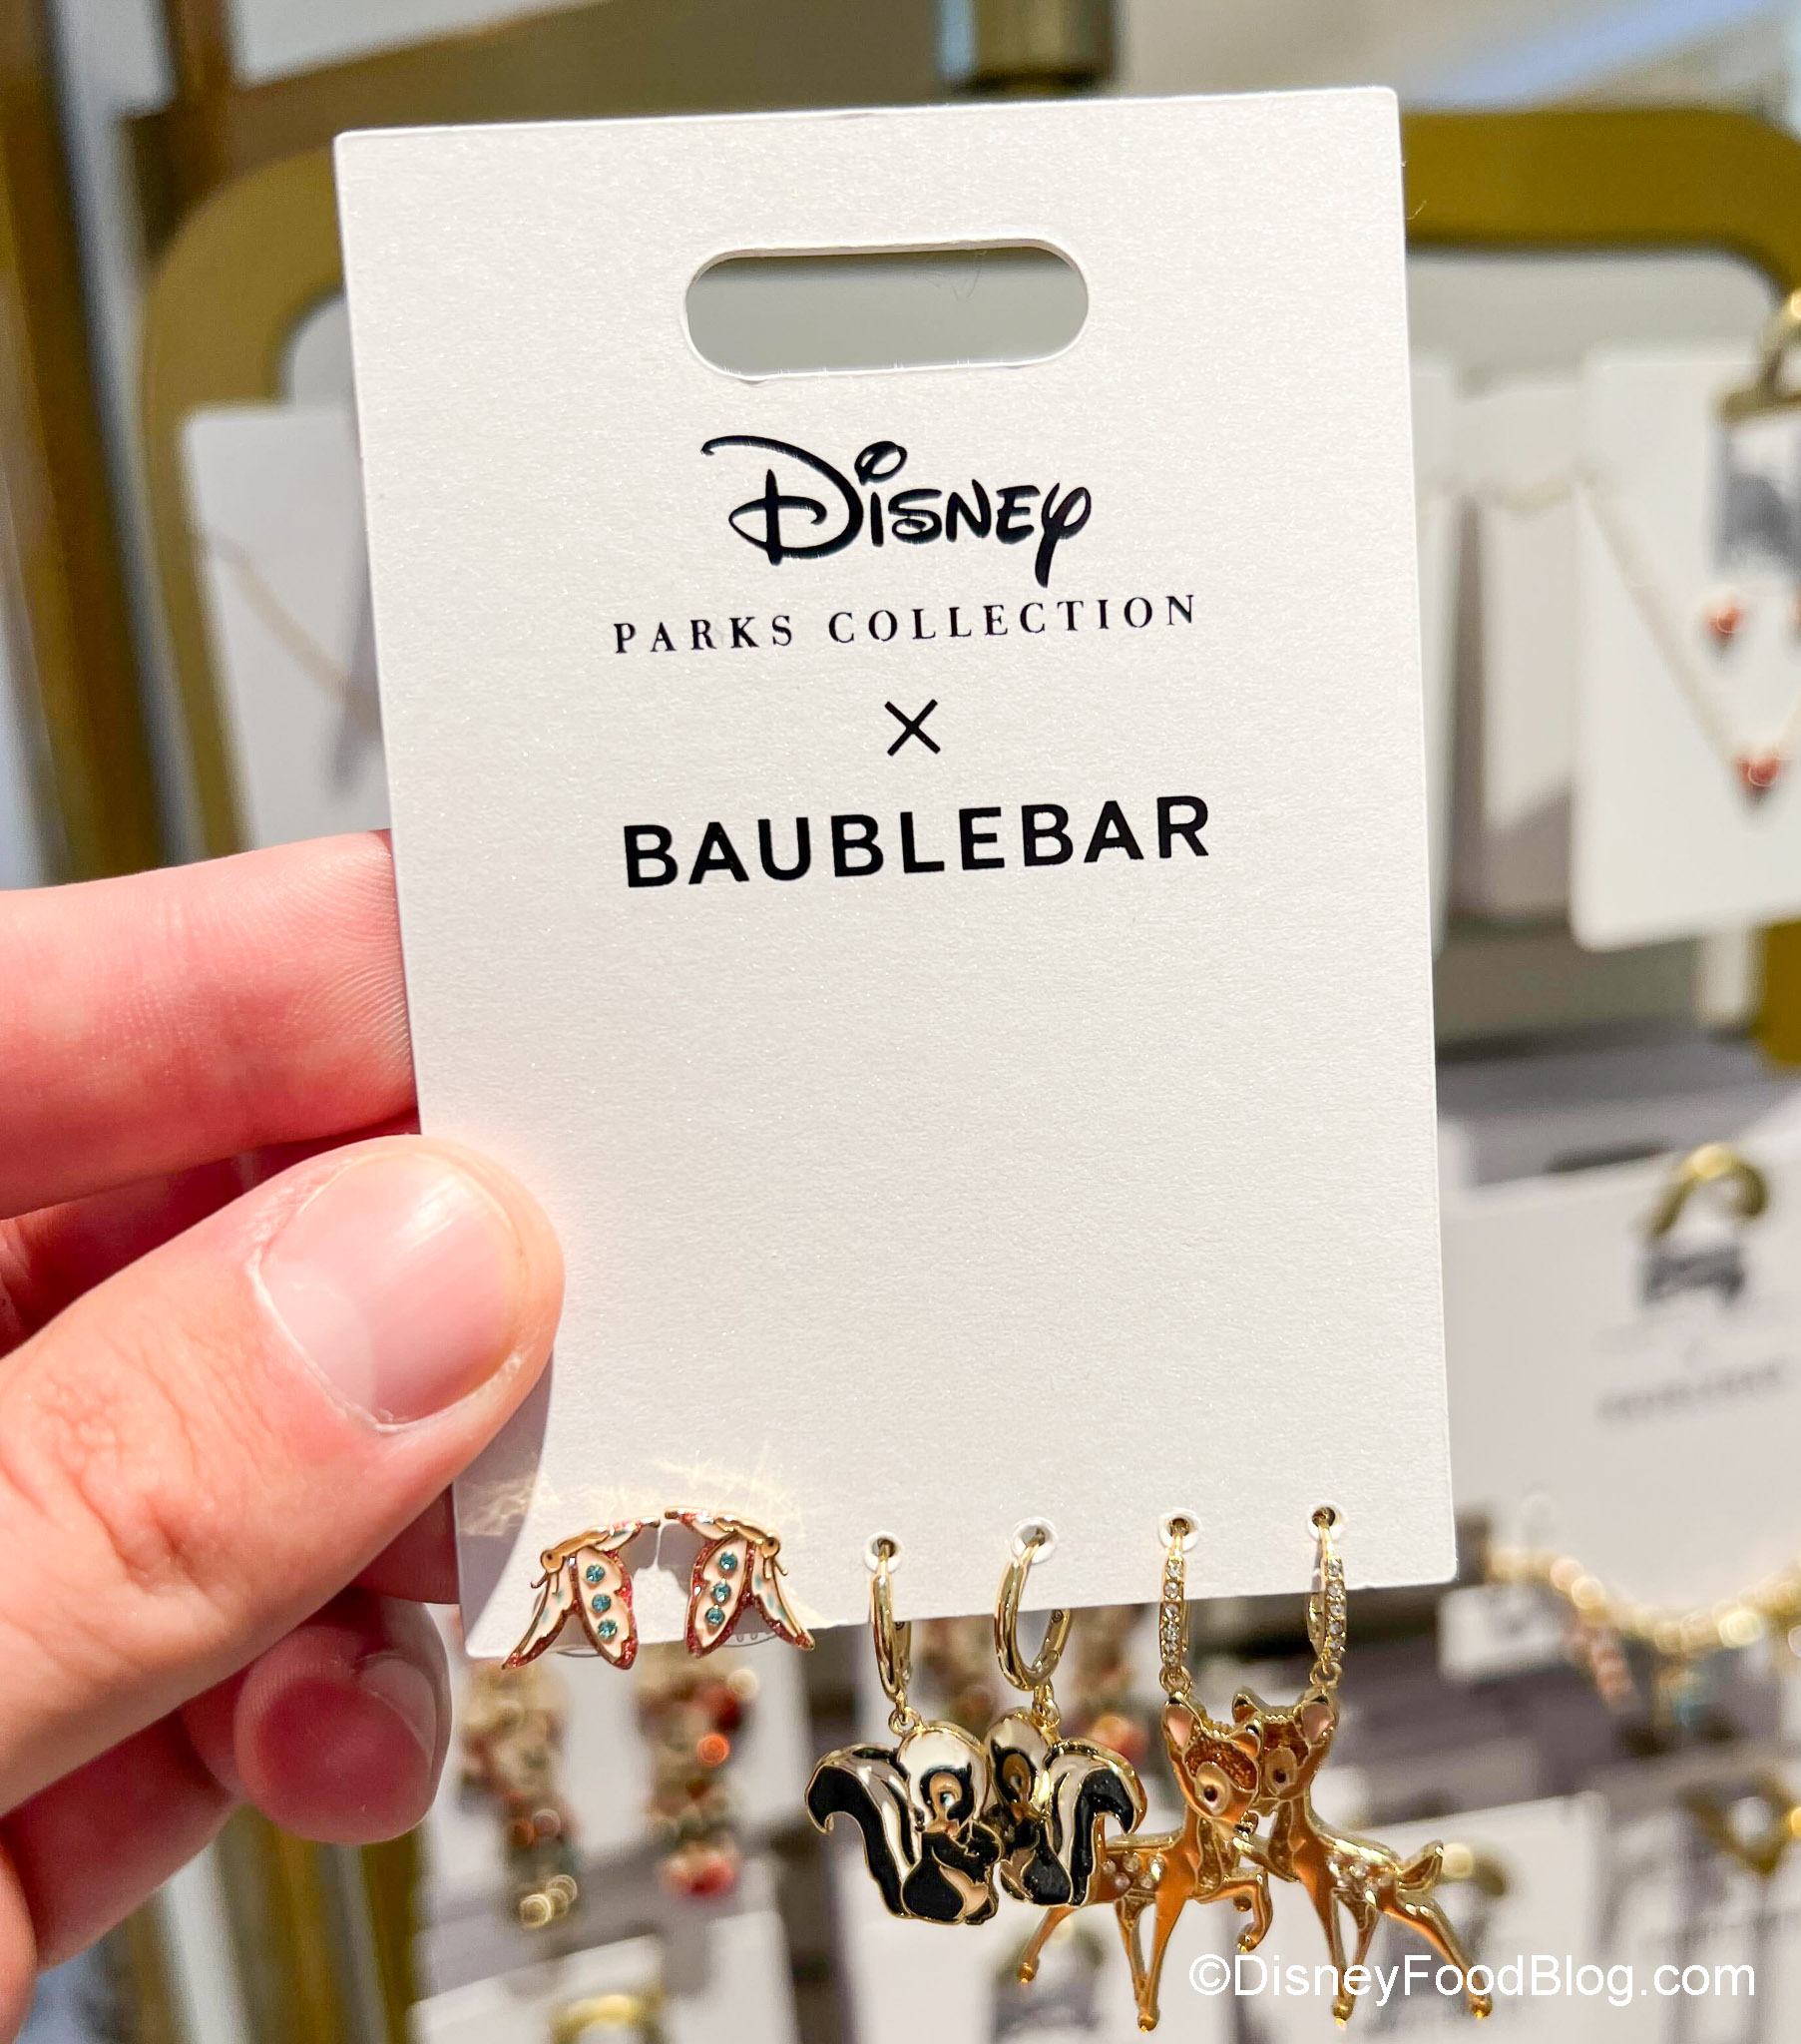 Disney
PARKS COLLECTION
×
BAUBLEBAR
©DisneyFoodBlog.com